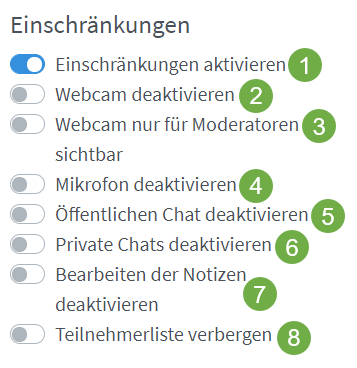 Einschränkungen
Einschränkungen aktivieren 1
Webcam deaktivieren 2
Webcam nur für Moderatoren 3
sichtbar
Mikrofon deaktivieren 4
Öffentlichen Chat deaktivieren 5
Private Chats deaktivieren 6
Bearbeiten der Notizen
deaktivieren 7
Teilnehmerliste verbergen 8